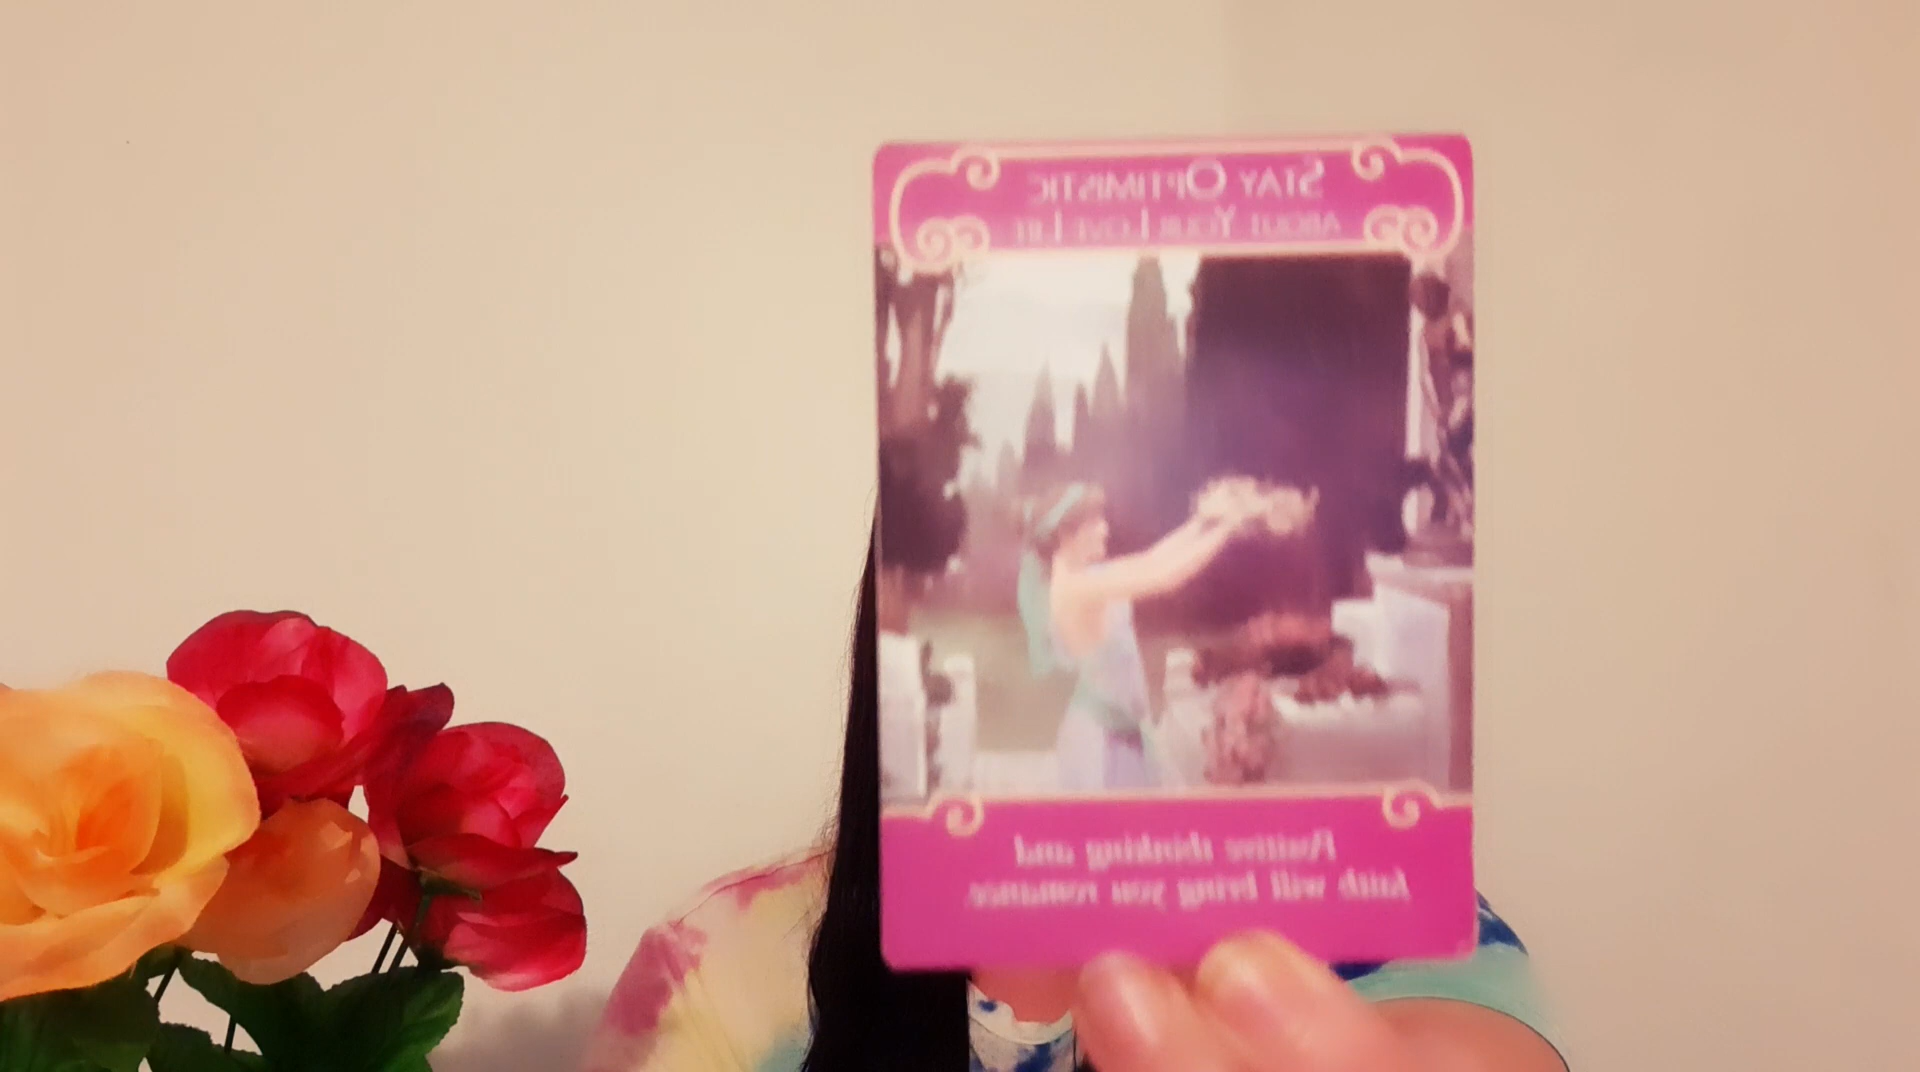 STAY OPTIMISTIC
ABOUT YOUR LOVE LIFE
Positive thinking and
faith will bring you romance.